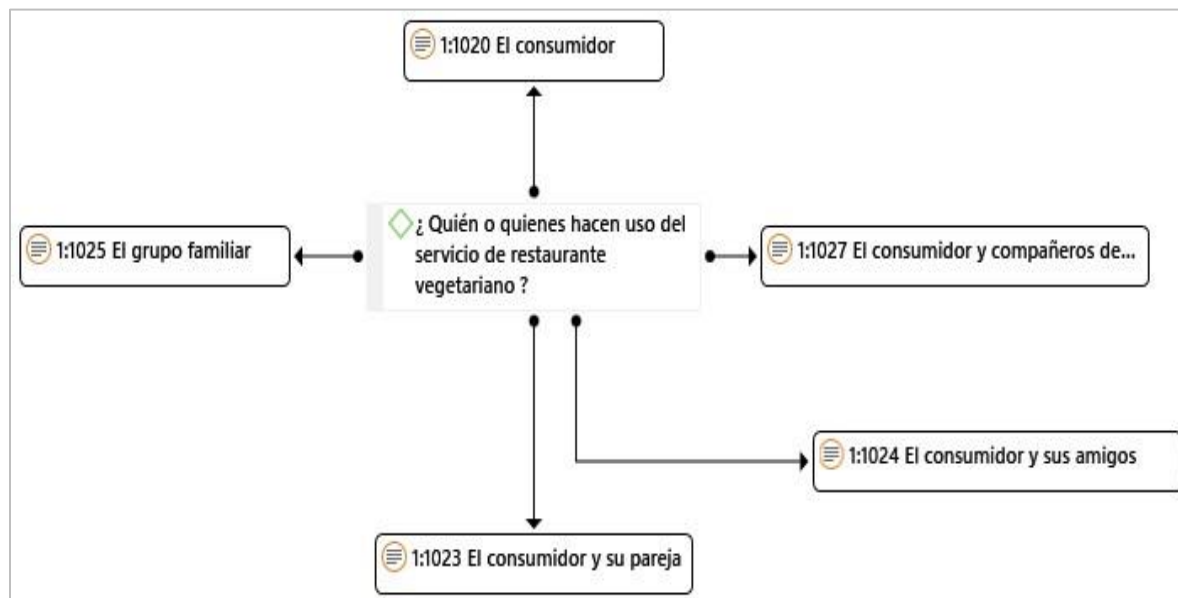 1:1020 El consumidor
¿ Quién o quienes hacen uso del
servicio de restaurante
vegetariano ?
1:1025 El grupo familiar
1:1027 El consumidor y compañeros de...
1:1024 El consumidor y sus amigos
1:1023 El consumidor y su pareja